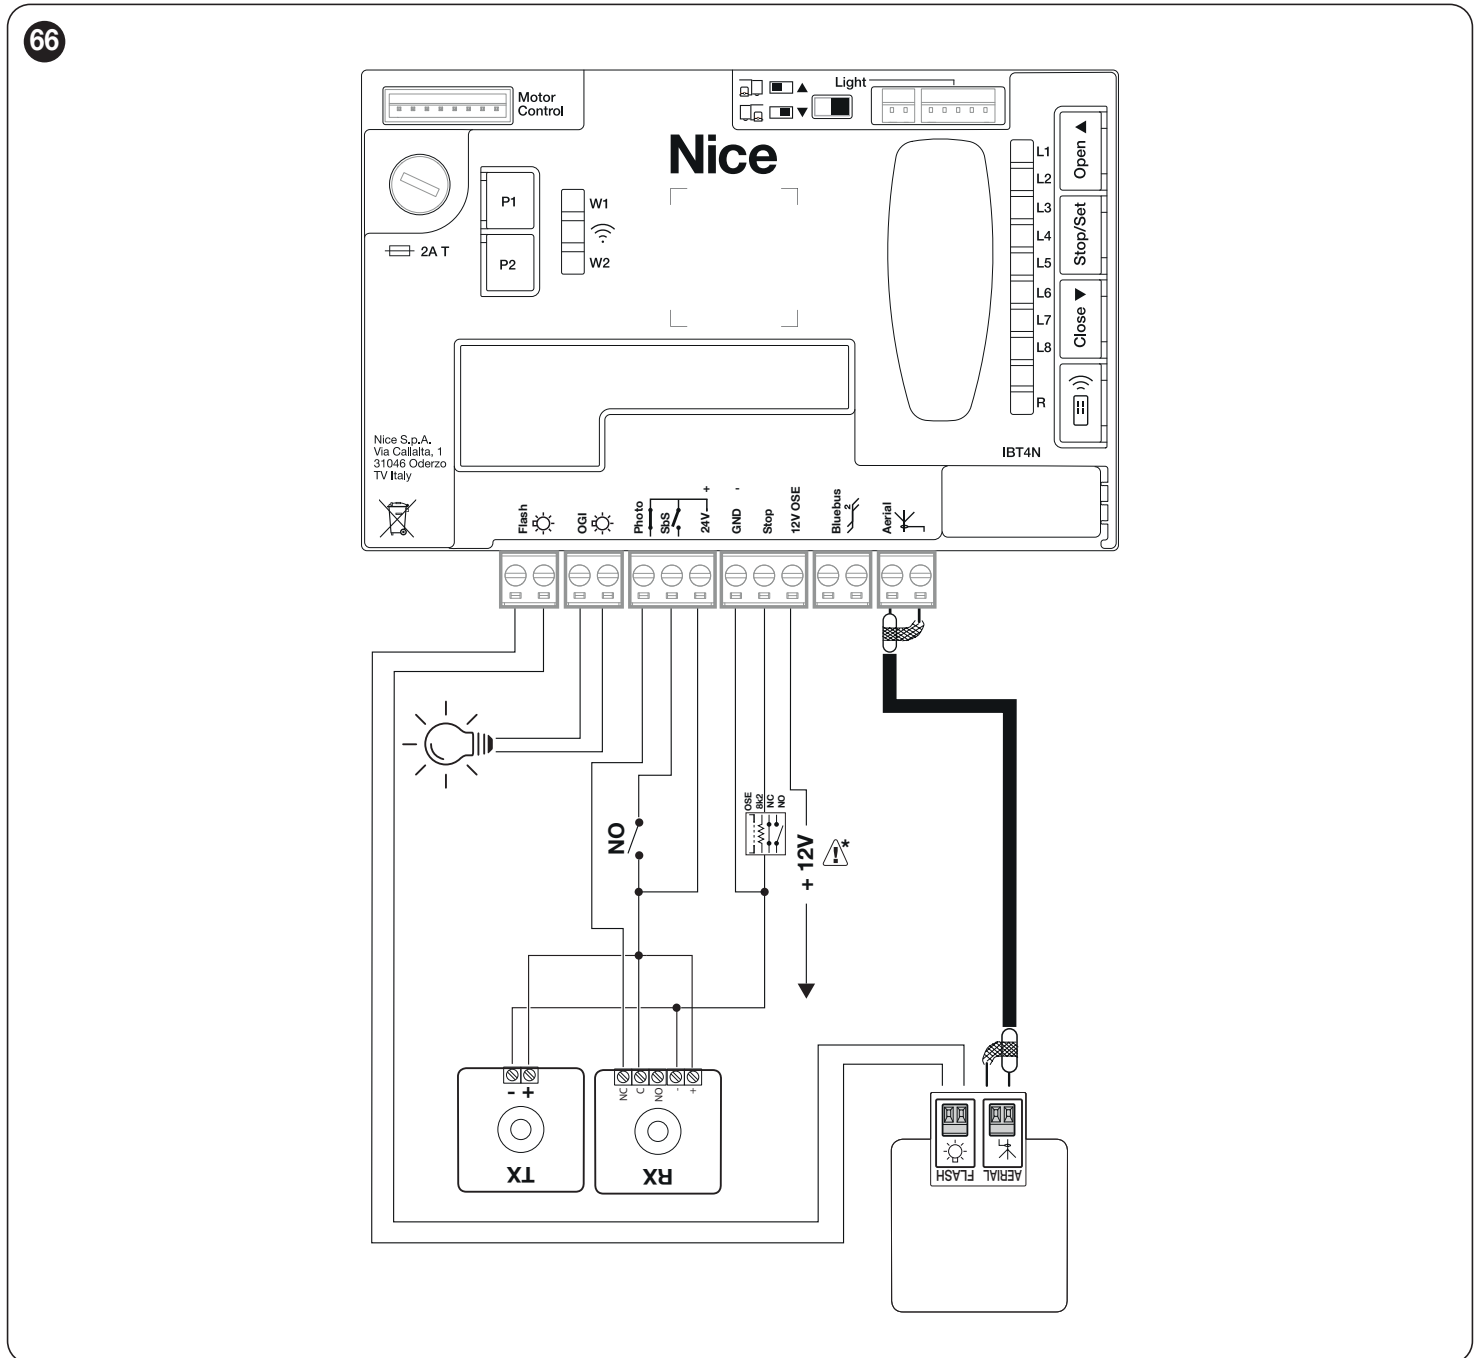 66
Motor
Control
Light
Nice
L1
L2
L3
L4
L5
L6
L7
L8
R
Open ▲
Stop/Set
Close ▼
P1
P2
W1
W2
2A T
Nice S.p.A.
Via Callalta, 1
31046 Oderzo
TV Italy
IBT4N
Flash
OGI
Photo
SbS
24V
+
-
GND
Stop
12V OSE
Bluebus
2
Aerial
NO
OSE
8k2
NC
NO
+ 12V
*
- +
TX
NC
C
NO
-
+
RX
FLASH
AERIAL